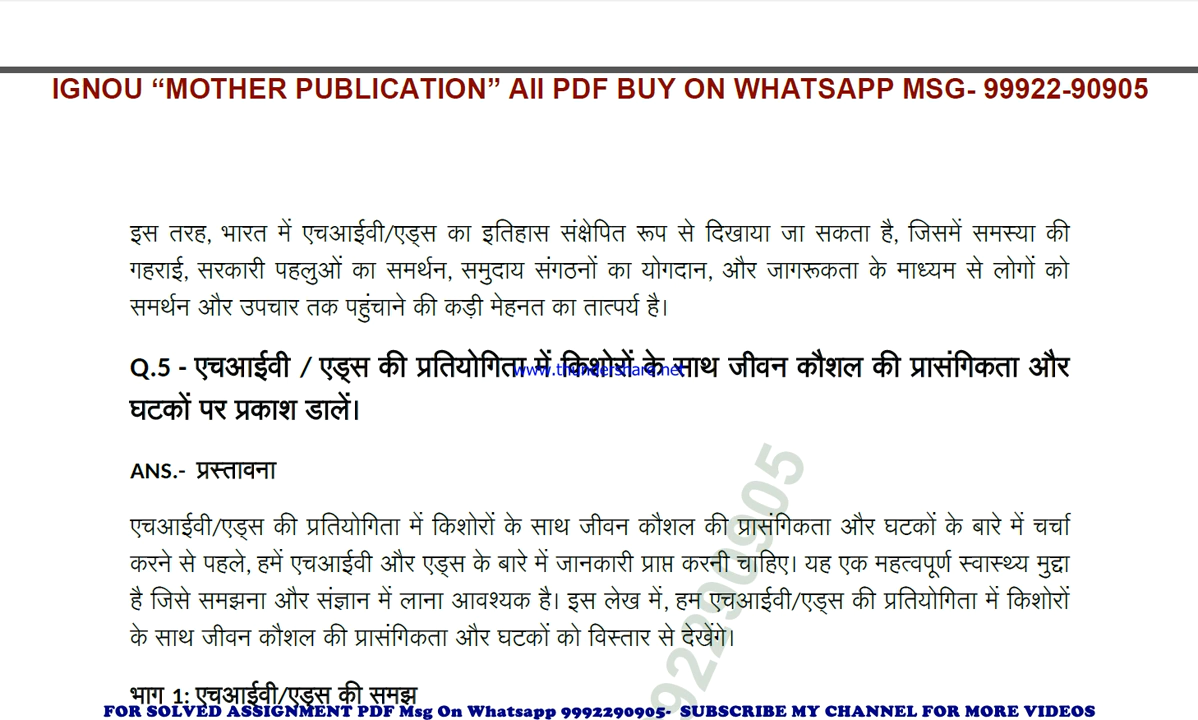 IGNOU “MOTHER PUBLICATION” All PDF BUY ON WHATSAPP MSG- 99922-90905
इस तरह, भारत में एचआईवी/एड्स का इतिहास संक्षेपित रूप से दिखाया जा सकता है, जिसमें समस्या की
गहराई, सरकारी पहलुओं का समर्थन, समुदाय संगठनों का योगदान, और जागरूकता के माध्यम से लोगों को
समर्थन और उपचार तक पहुंचाने की कड़ी मेहनत का तात्पर्य है।
Q.5 - एचआईवी / एड्स की प्रतियोगिता में किशोरों के साथ जीवन कौशल की प्रासंगिकता और
www.thundershare.net
घटकों पर प्रकाश डालें।
ANS.- प्रस्तावना
एचआईवी/एड्स की प्रतियोगिता में किशोरों के साथ जीवन कौशल की प्रासंगिकता और घटकों के बारे में चर्चा
करने से पहले, हमें एचआईवी और एड्स के बारे में जानकारी प्राप्त करनी चाहिए। यह एक महत्वपूर्ण स्वास्थ्य मुद्दा
है जिसे समझना और संज्ञान में लाना आवश्यक है। इस लेख में, हम एचआईवी/एड्स की प्रतियोगिता में किशोरों
के साथ जीवन कौशल की प्रासंगिकता और घटकों को विस्तार से देखेंगे।
92290905
भाग 1: एचआईवी/एड्स की समझ
FOR SOLVED ASSIGNMENT PDF Msg On Whatsapp 9992290905- SUBSCRIBE MY CHANNEL FOR MORE VIDEOS